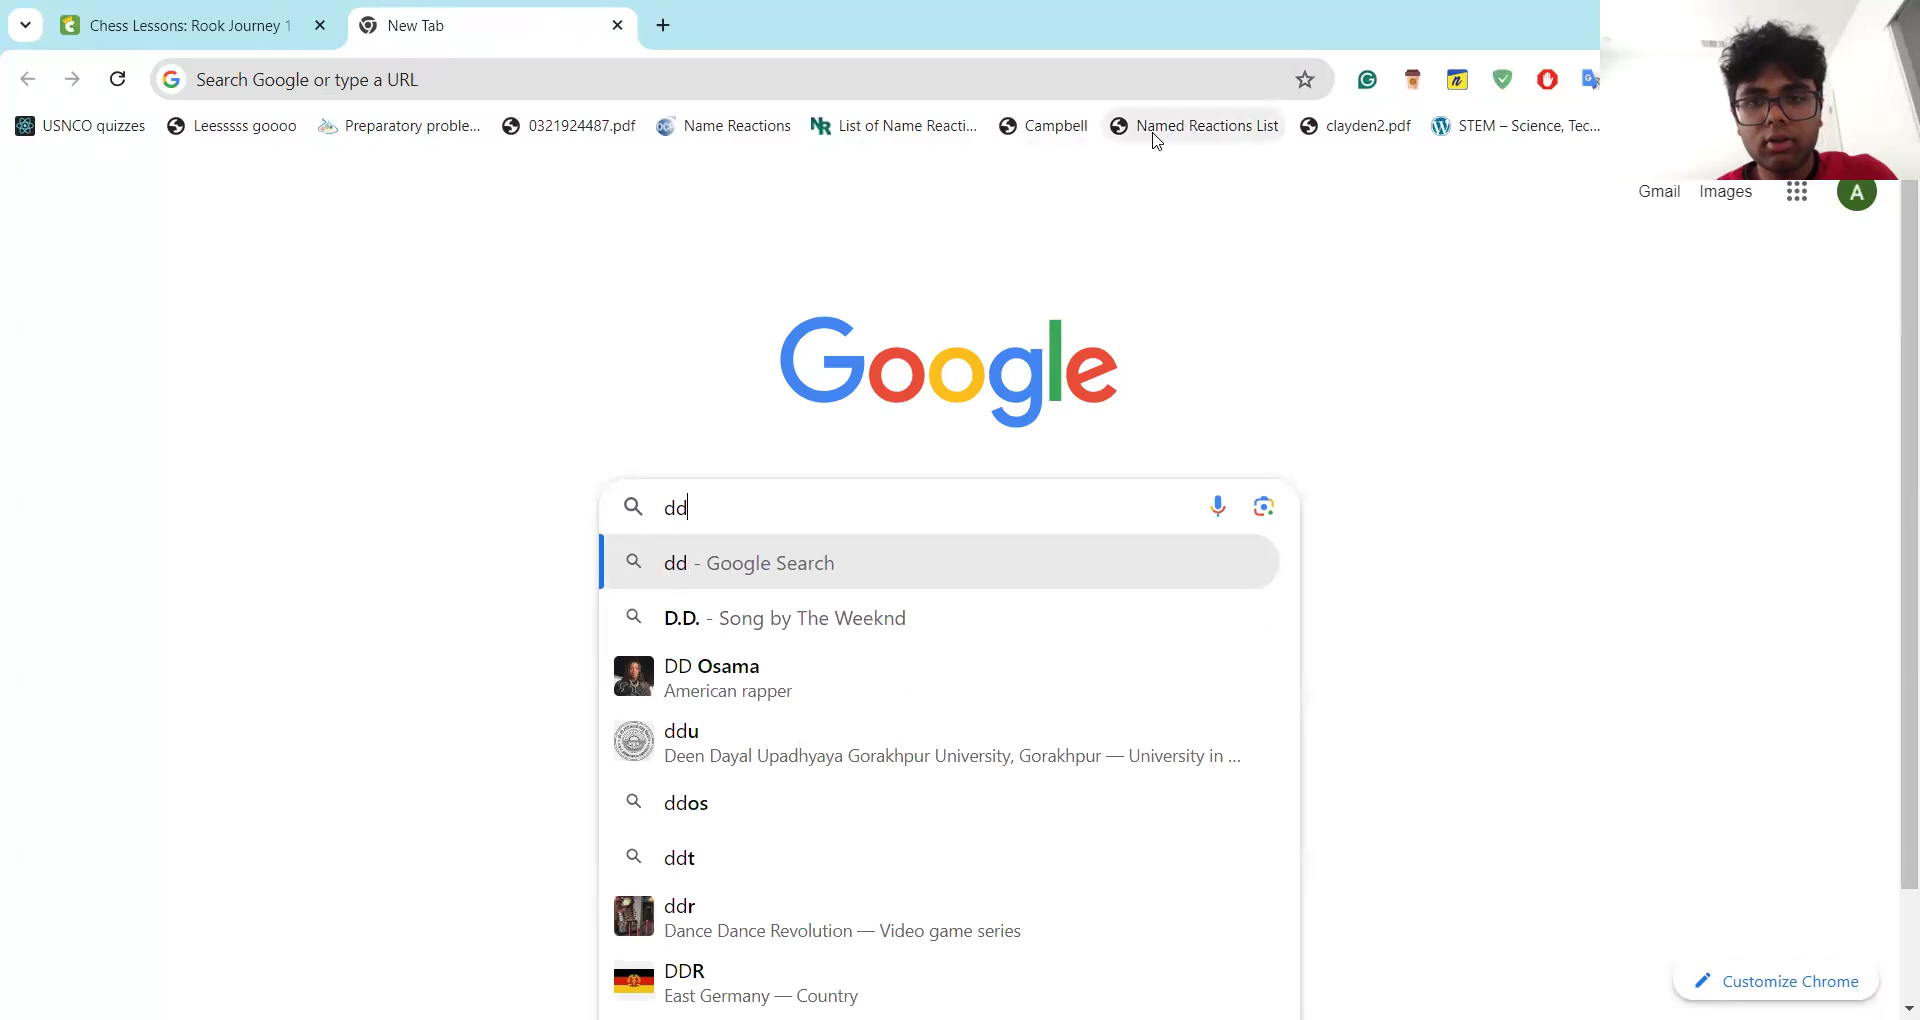 Chess Lessons: Rook Journey 1
New Tab
Search Google or type a URL
USNCO quizzes
Leesssss goooo
Preparatory proble...
0321924487.pdf
Name Reactions
List of Name Reacti...
Campbell
Named Reactions List
clayden2.pdf
STEM – Science, Tec...
Gmail
Images
A
Google
dd
dd - Google Search
D.D. - Song by The Weeknd
DD Osama
American rapper
ddu
Deen Dayal Upadhyaya Gorakhpur University, Gorakhpur — University in ...
ddos
ddt
ddr
Dance Dance Revolution — Video game series
DDR
East Germany — Country
Customize Chrome